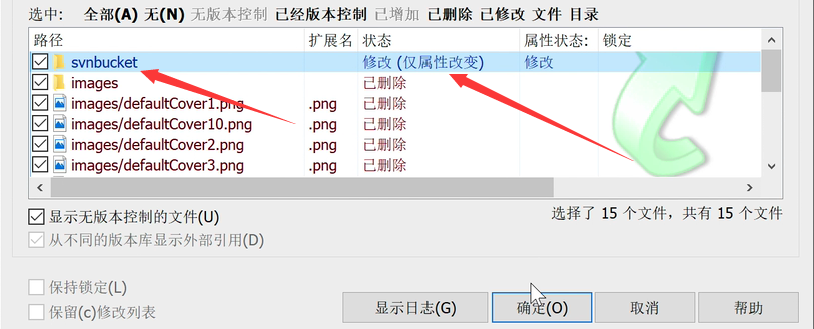 选中： 全部(A) 无(N) 无版本控制 已经版本控制 已增加 已删除 已修改 文件 目录
路径 扩展名 状态 属性状态: 锁定
svnbucket 修改 (仅属性改变) 修改
images 已删除
images/defaultCover1.png .png 已删除
images/defaultCover10.png .png 已删除
images/defaultCover2.png .png 已删除
images/defaultCover3.png .png 已删除
显示无版本控制的文件(U) 选择了 15 个文件，共有 15 个文件
从不同的版本库显示外部引用(D)
保持锁定(L)
保留(c)修改列表
显示日志(G) 确定(O) 取消 帮助